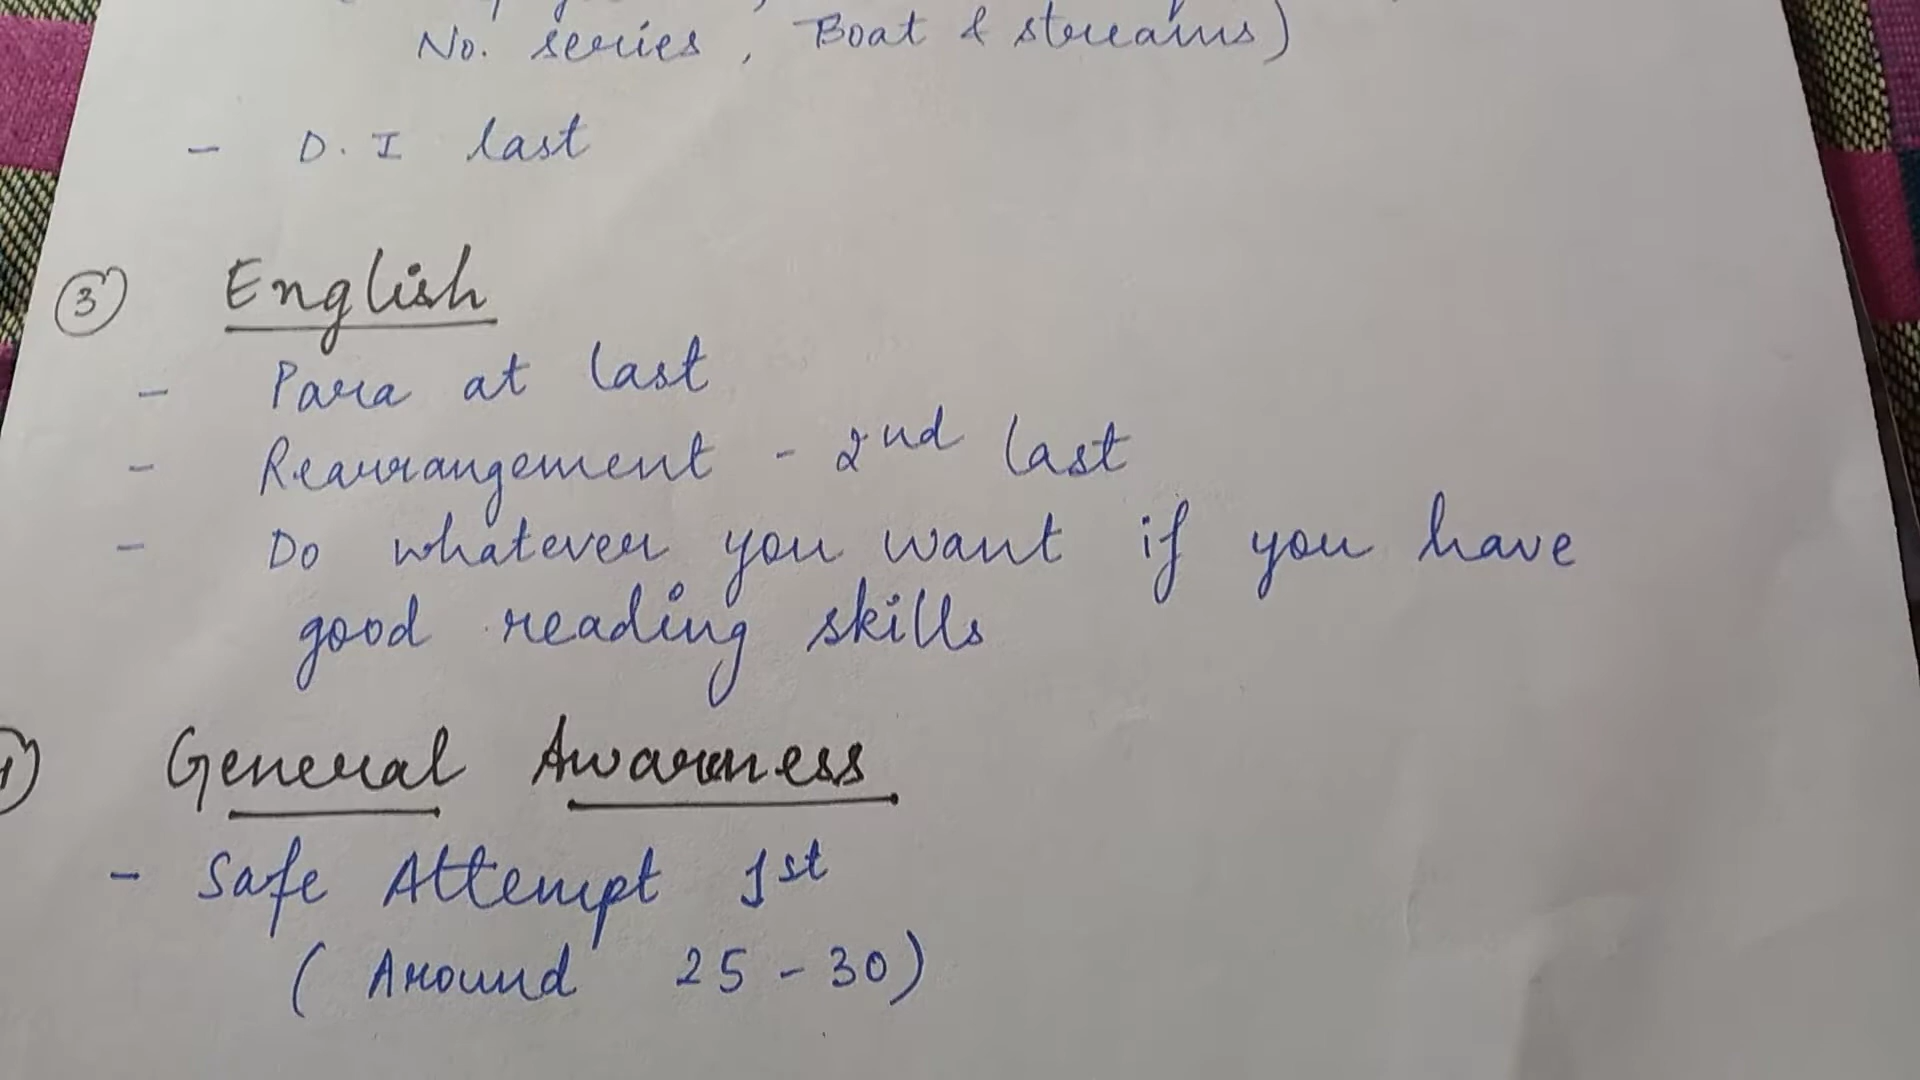 No. series, Boat & streams)
- D. I last
③ English
- Para at last
- Rearrangement - 2nd last
- Do whatever you want if you have
good reading skills
General Awareness
- Safe Attempt 1st
(Around 25 - 30)